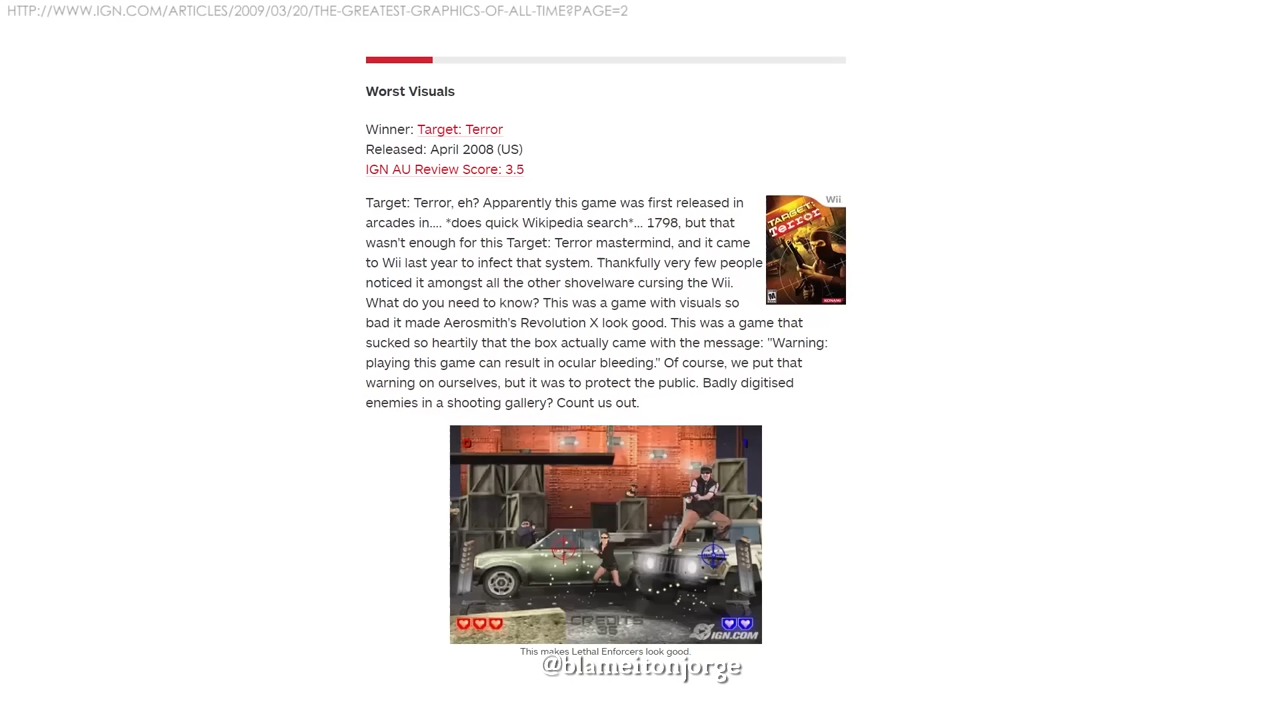 HTTP://WWW.IGN.COM/ARTICLES/2009/03/20/THE-GREATEST-GRAPHICS-OF-ALL-TIME?PAGE=2
Worst Visuals
Winner: Target: Terror
Released: April 2008 (US)
IGN AU Review Score: 3.5
Target: Terror, eh? Apparently this game was first released in
arcades in.... *does quick Wikipedia search*... 1798, but that
wasn't enough for this Target: Terror mastermind, and it came
to Wii last year to infect that system. Thankfully very few people
noticed it amongst all the other shovelware cursing the Wii.
What do you need to know? This was a game with visuals so
bad it made Aerosmith's Revolution X look good. This was a game that
sucked so heartily that the box actually came with the message: "Warning:
playing this game can result in ocular bleeding." Of course, we put that
warning on ourselves, but it was to protect the public. Badly digitised
enemies in a shooting gallery? Count us out.
Wii
TARGET:
Terror
KONAMI
0
1
CREDITS
36
IGN.COM
This makes Lethal Enforcers look good.
@blameitonjorge